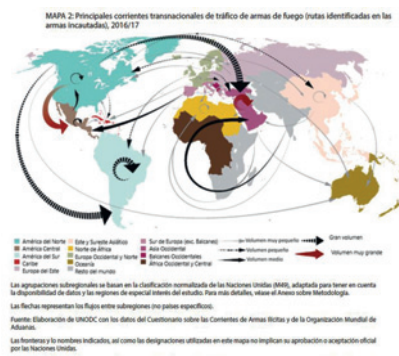 MAPA 2: Principales corrientes transnacionales de tráfico de armas de fuego (rutas identificadas en las
armas incautadas), 2016/17
América del Norte
América Central
América del Sur
Caribe
Europa del Este
Este y Sureste Asiático
Norte de África
Europa Occidental y Norte
Oceanía
Resto del mundo
Sur de Europa (exc. Balcanes)
Asia Occidental
Balcanes Occidentales
África Occidental y Central
Volumen muy pequeño
Volumen pequeño
Volumen medio
Gran volumen
Volumen muy grande
Las agrupaciones subregionales se basan en la clasificación normalizada de las Naciones Unidas (M49), adaptada para tener en cuenta
la disponibilidad de datos y las regiones de especial interés del estudio. Para más detalles, véase el Anexo sobre Metodología.
Las flechas representan los flujos entre subregiones (no países específicos).
Fuente: Elaboración de UNODC con los datos del Cuestionario sobre las Corrientes de Armas Ilícitas y de la Organización Mundial de
Aduanas.
Las fronteras y lo nombres indicados, así como las designaciones utilizadas en este mapa no implican su aprobación o aceptación oficial
por las Naciones Unidas.